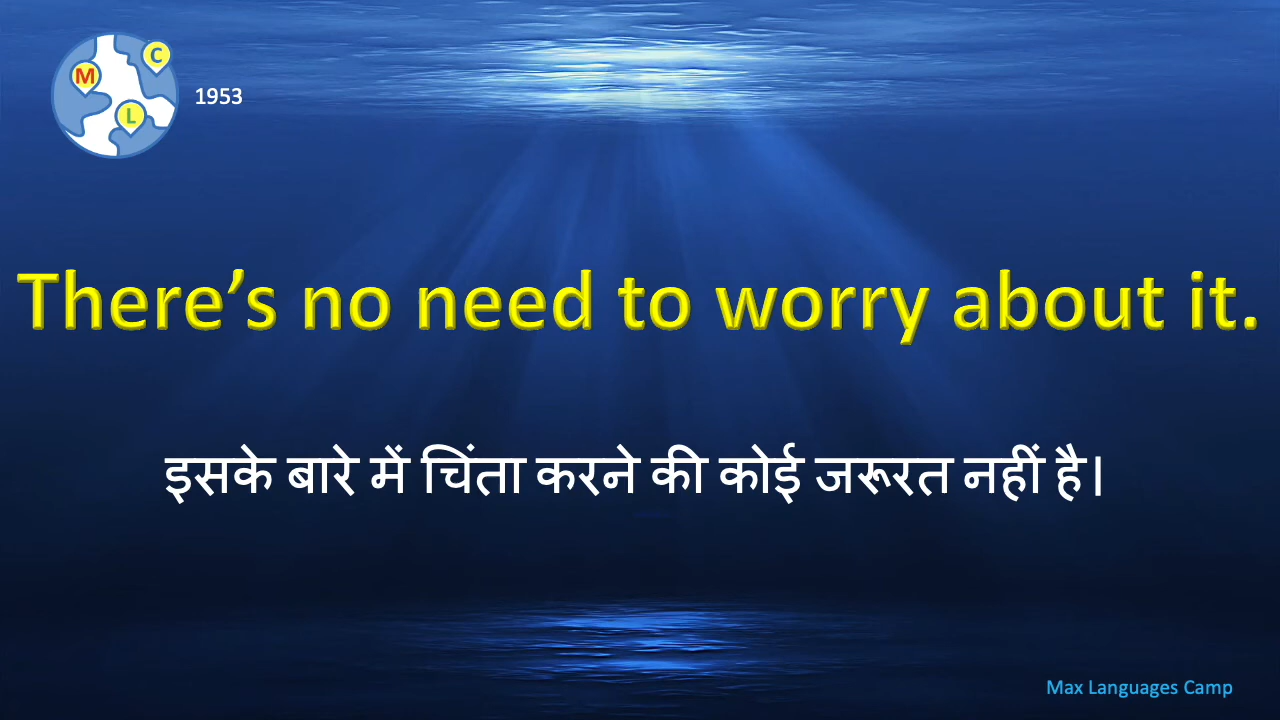 C
M
L
1953
There’s no need to worry about it.
इसके बारे में चिंता करने की कोई जरूरत नहीं है।
Max Languages Camp